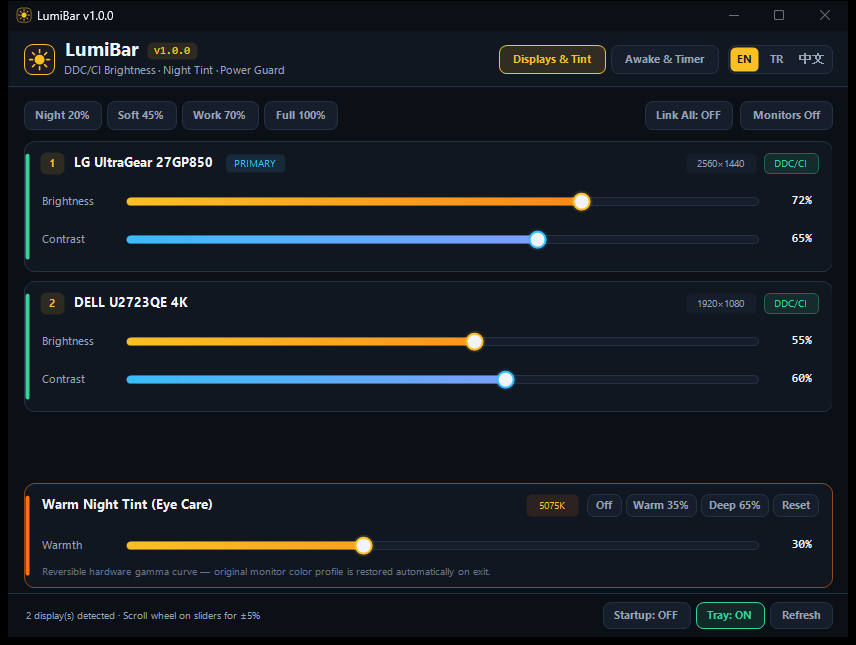 LumiBar v1.0.0
LumiBar v1.0.0
DDC/CI Brightness · Night Tint · Power Guard
Displays & Tint Awake & Timer EN TR 中文
Night 20% Soft 45% Work 70% Full 100% Link All: OFF Monitors Off
1 LG UltraGear 27GP850 PRIMARY 2560×1440 DDC/CI
Brightness 72%
Contrast 65%
2 DELL U2723QE 4K 1920×1080 DDC/CI
Brightness 55%
Contrast 60%
Warm Night Tint (Eye Care) 5075K Off Warm 35% Deep 65% Reset
Warmth 30%
Reversible hardware gamma curve — original monitor color profile is restored automatically on exit.
2 display(s) detected · Scroll wheel on sliders for ±5% Startup: OFF Tray: ON Refresh